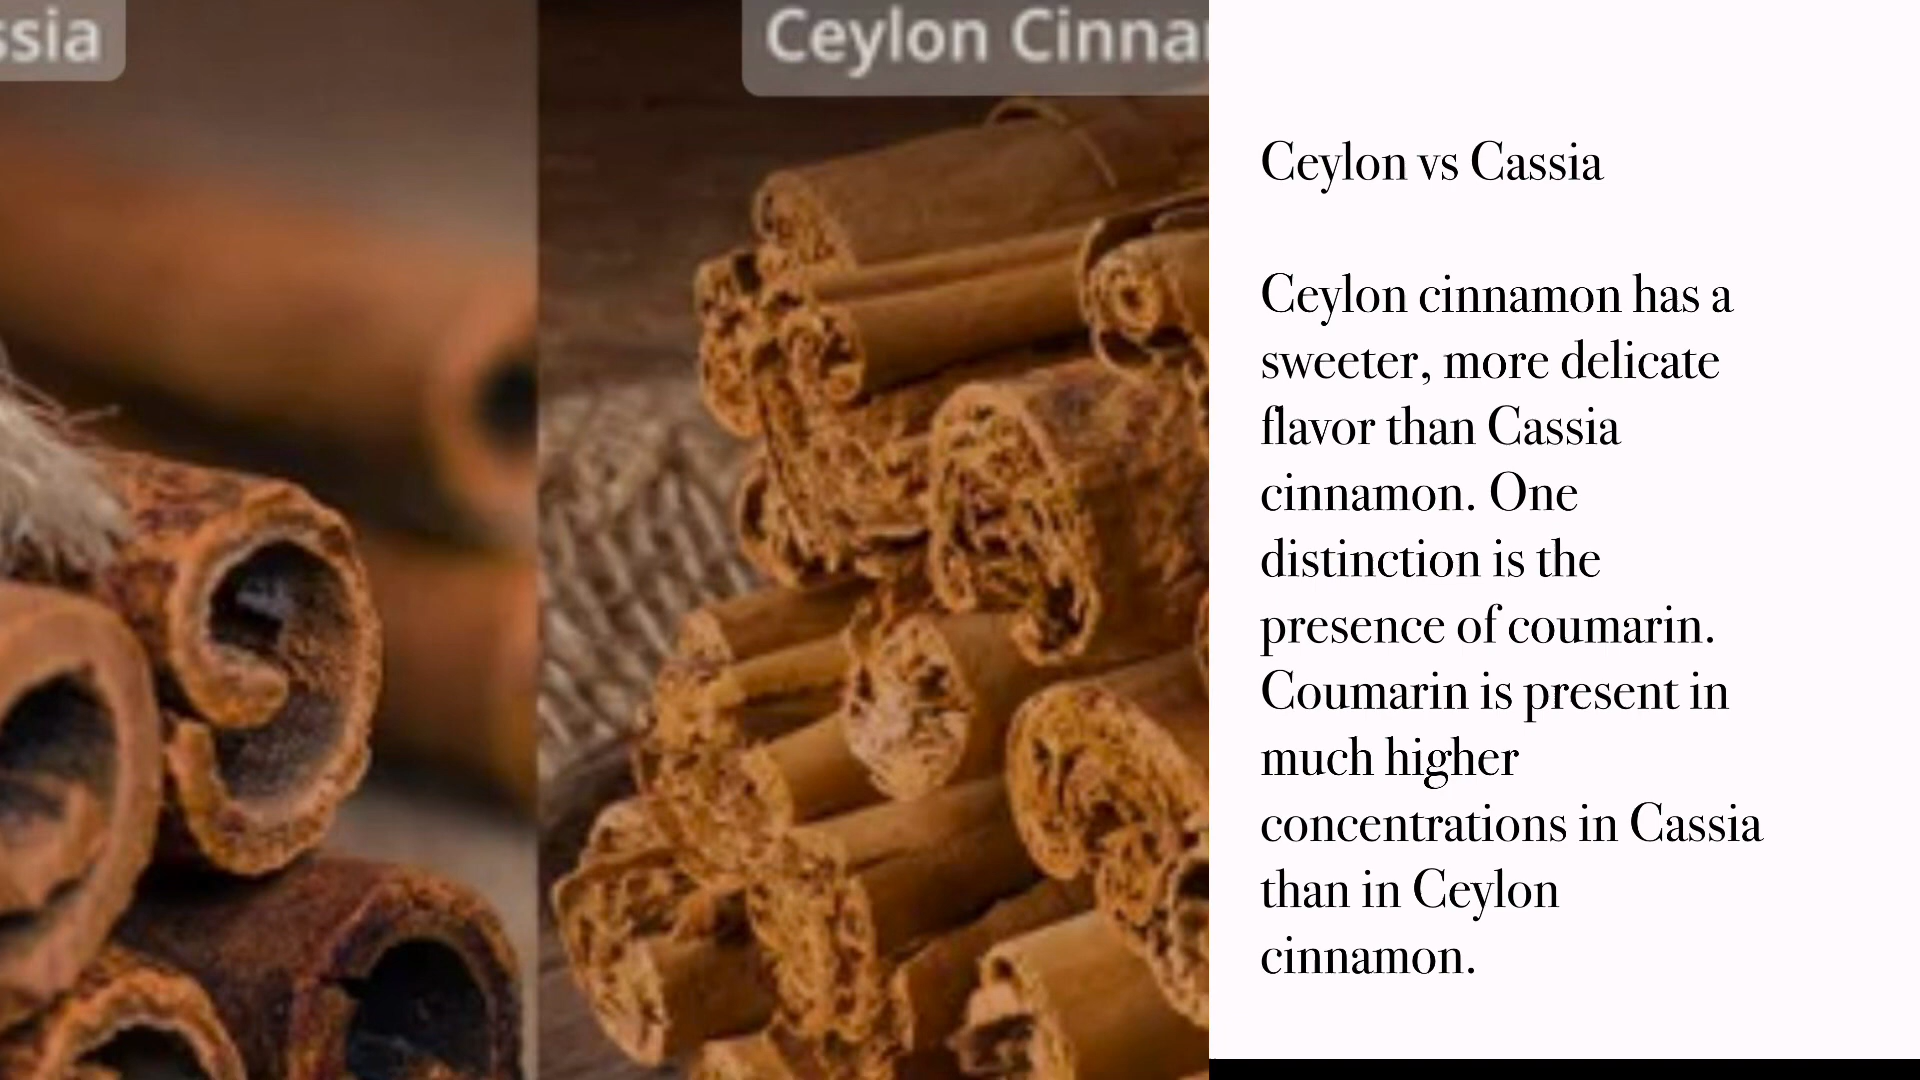 ssia
Ceylon Cinna
Ceylon vs Cassia
Ceylon cinnamon has a
sweeter, more delicate
flavor than Cassia
cinnamon. One
distinction is the
presence of coumarin.
Coumarin is present in
much higher
concentrations in Cassia
than in Ceylon
cinnamon.